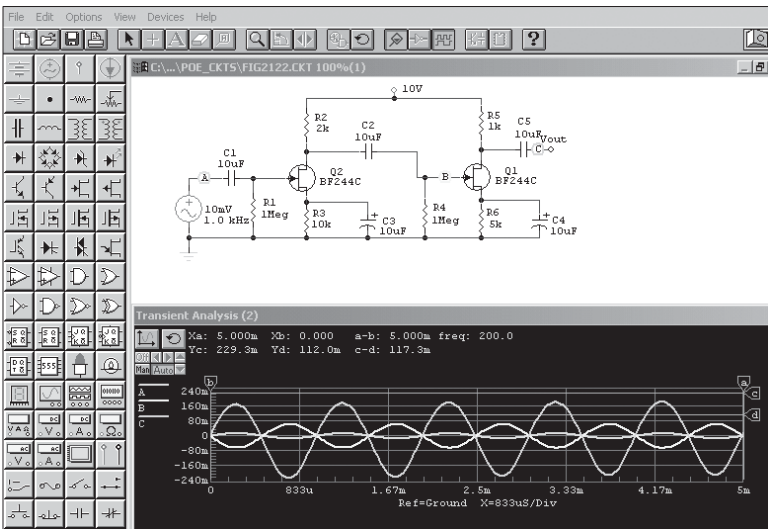 File Edit Options View Devices Help
A
?
C:\...\POE_CKTS\FIG2122.CKT 100%(1)
10V
R2
2k
R5
1k
C5
10uF
Vout
C
C2
10uF
C1
10uF
A
Q2
BF244C
B
Q1
BF244C
10mV
1.0 kHz
R1
1Meg
R3
10k
C3
10uF
R4
1Meg
R6
5k
C4
10uF
555
Transient Analysis (2)
Xa: 5.000m Xb: 0.000 a-b: 5.000m freq: 200.0
Yc: 229.3m Yd: 112.0m c-d: 117.3m
Off
Man Auto
b
a
c
d
A
B
C
240m
160m
80m
0
-80m
-160m
-240m
0 833u 1.67m 2.5m 3.33m 4.17m 5m
Ref=Ground X=833uS/Div